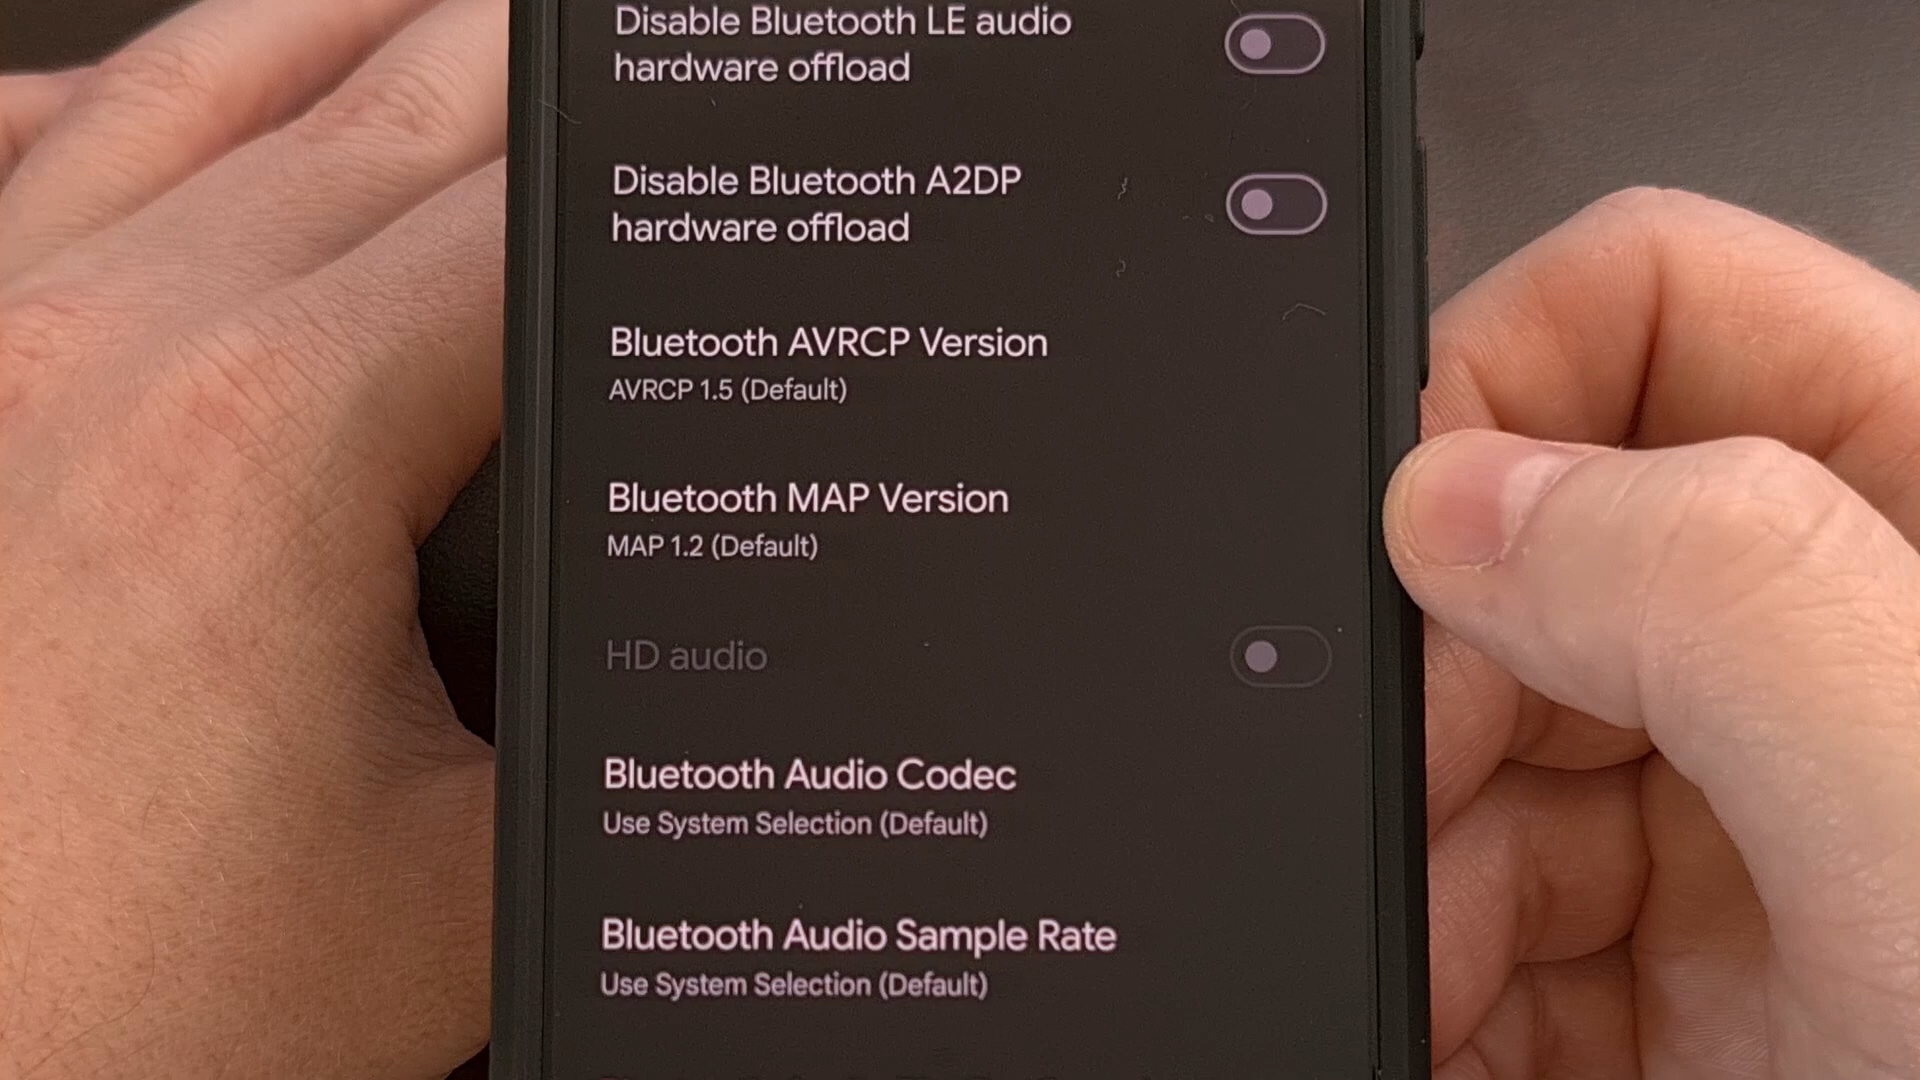 Disable Bluetooth LE audio
hardware offload
Disable Bluetooth A2DP
hardware offload
Bluetooth AVRCP Version
AVRCP 1.5 (Default)
Bluetooth MAP Version
MAP 1.2 (Default)
HD audio
Bluetooth Audio Codec
Use System Selection (Default)
Bluetooth Audio Sample Rate
Use System Selection (Default)